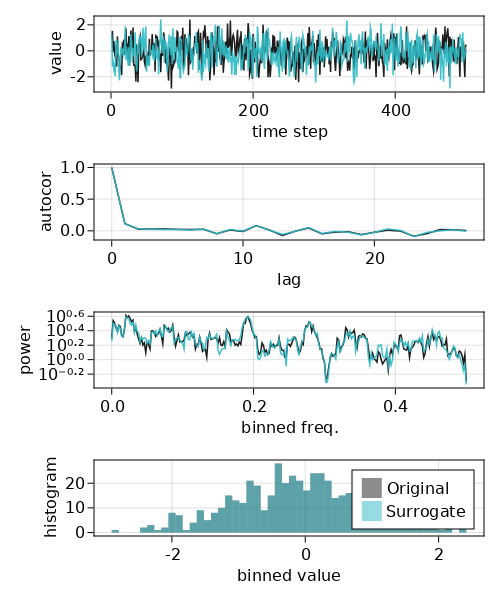 2
0
-2
value
0 200 400
time step
1.0
0.5
0.0
autocor
0 10 20
lag
10^0.6
10^0.4
10^0.2
10^0.0
10^-0.2
power
0.0 0.2 0.4
binned freq.
20
10
0
histogram
Original
Surrogate
-2 0 2
binned value